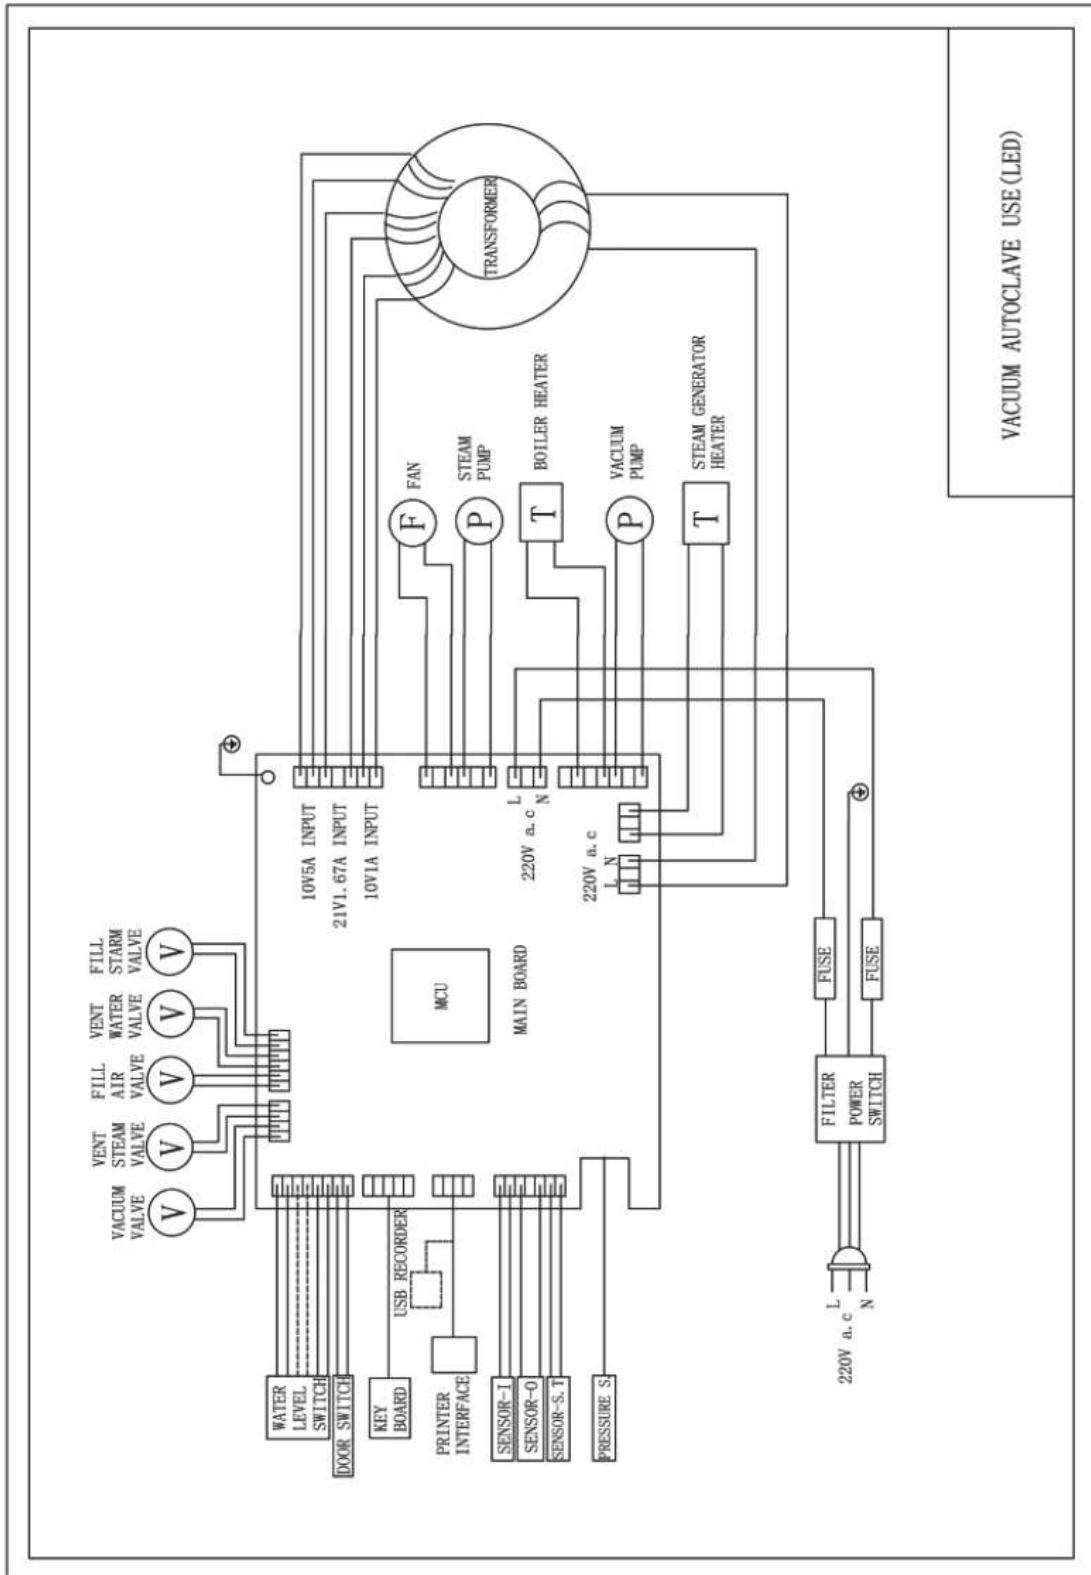 VACUUM
VALVE
V
VENT
STEAM
VALVE
V
FILL
AIR
VALVE
V
VENT
WATER
VALVE
V
FILL
STARM
VALVE
V
WATER
LEVEL
SWITCH
DOOR SWITCH
KEY
BOARD
USB RECORDER
PRINTER
INTERFACE
SENSOR-I
SENSOR-O
SENSOR-S.T
PRESSURE S.
MCU
MAIN BOARD
10V5A INPUT
21V1.67A INPUT
10V1A INPUT
L
220V a.c
N
220V a.c
L N
F
FAN
P
STEAM
PUMP
T
BOILER HEATER
P
VACUUM
PUMP
T
STEAM GENERATOR
HEATER
TRANSFORMER
L
220V a.c
N
FILTER
POWER
SWITCH
FUSE
FUSE
VACUUM AUTOCLAVE USE(LED)